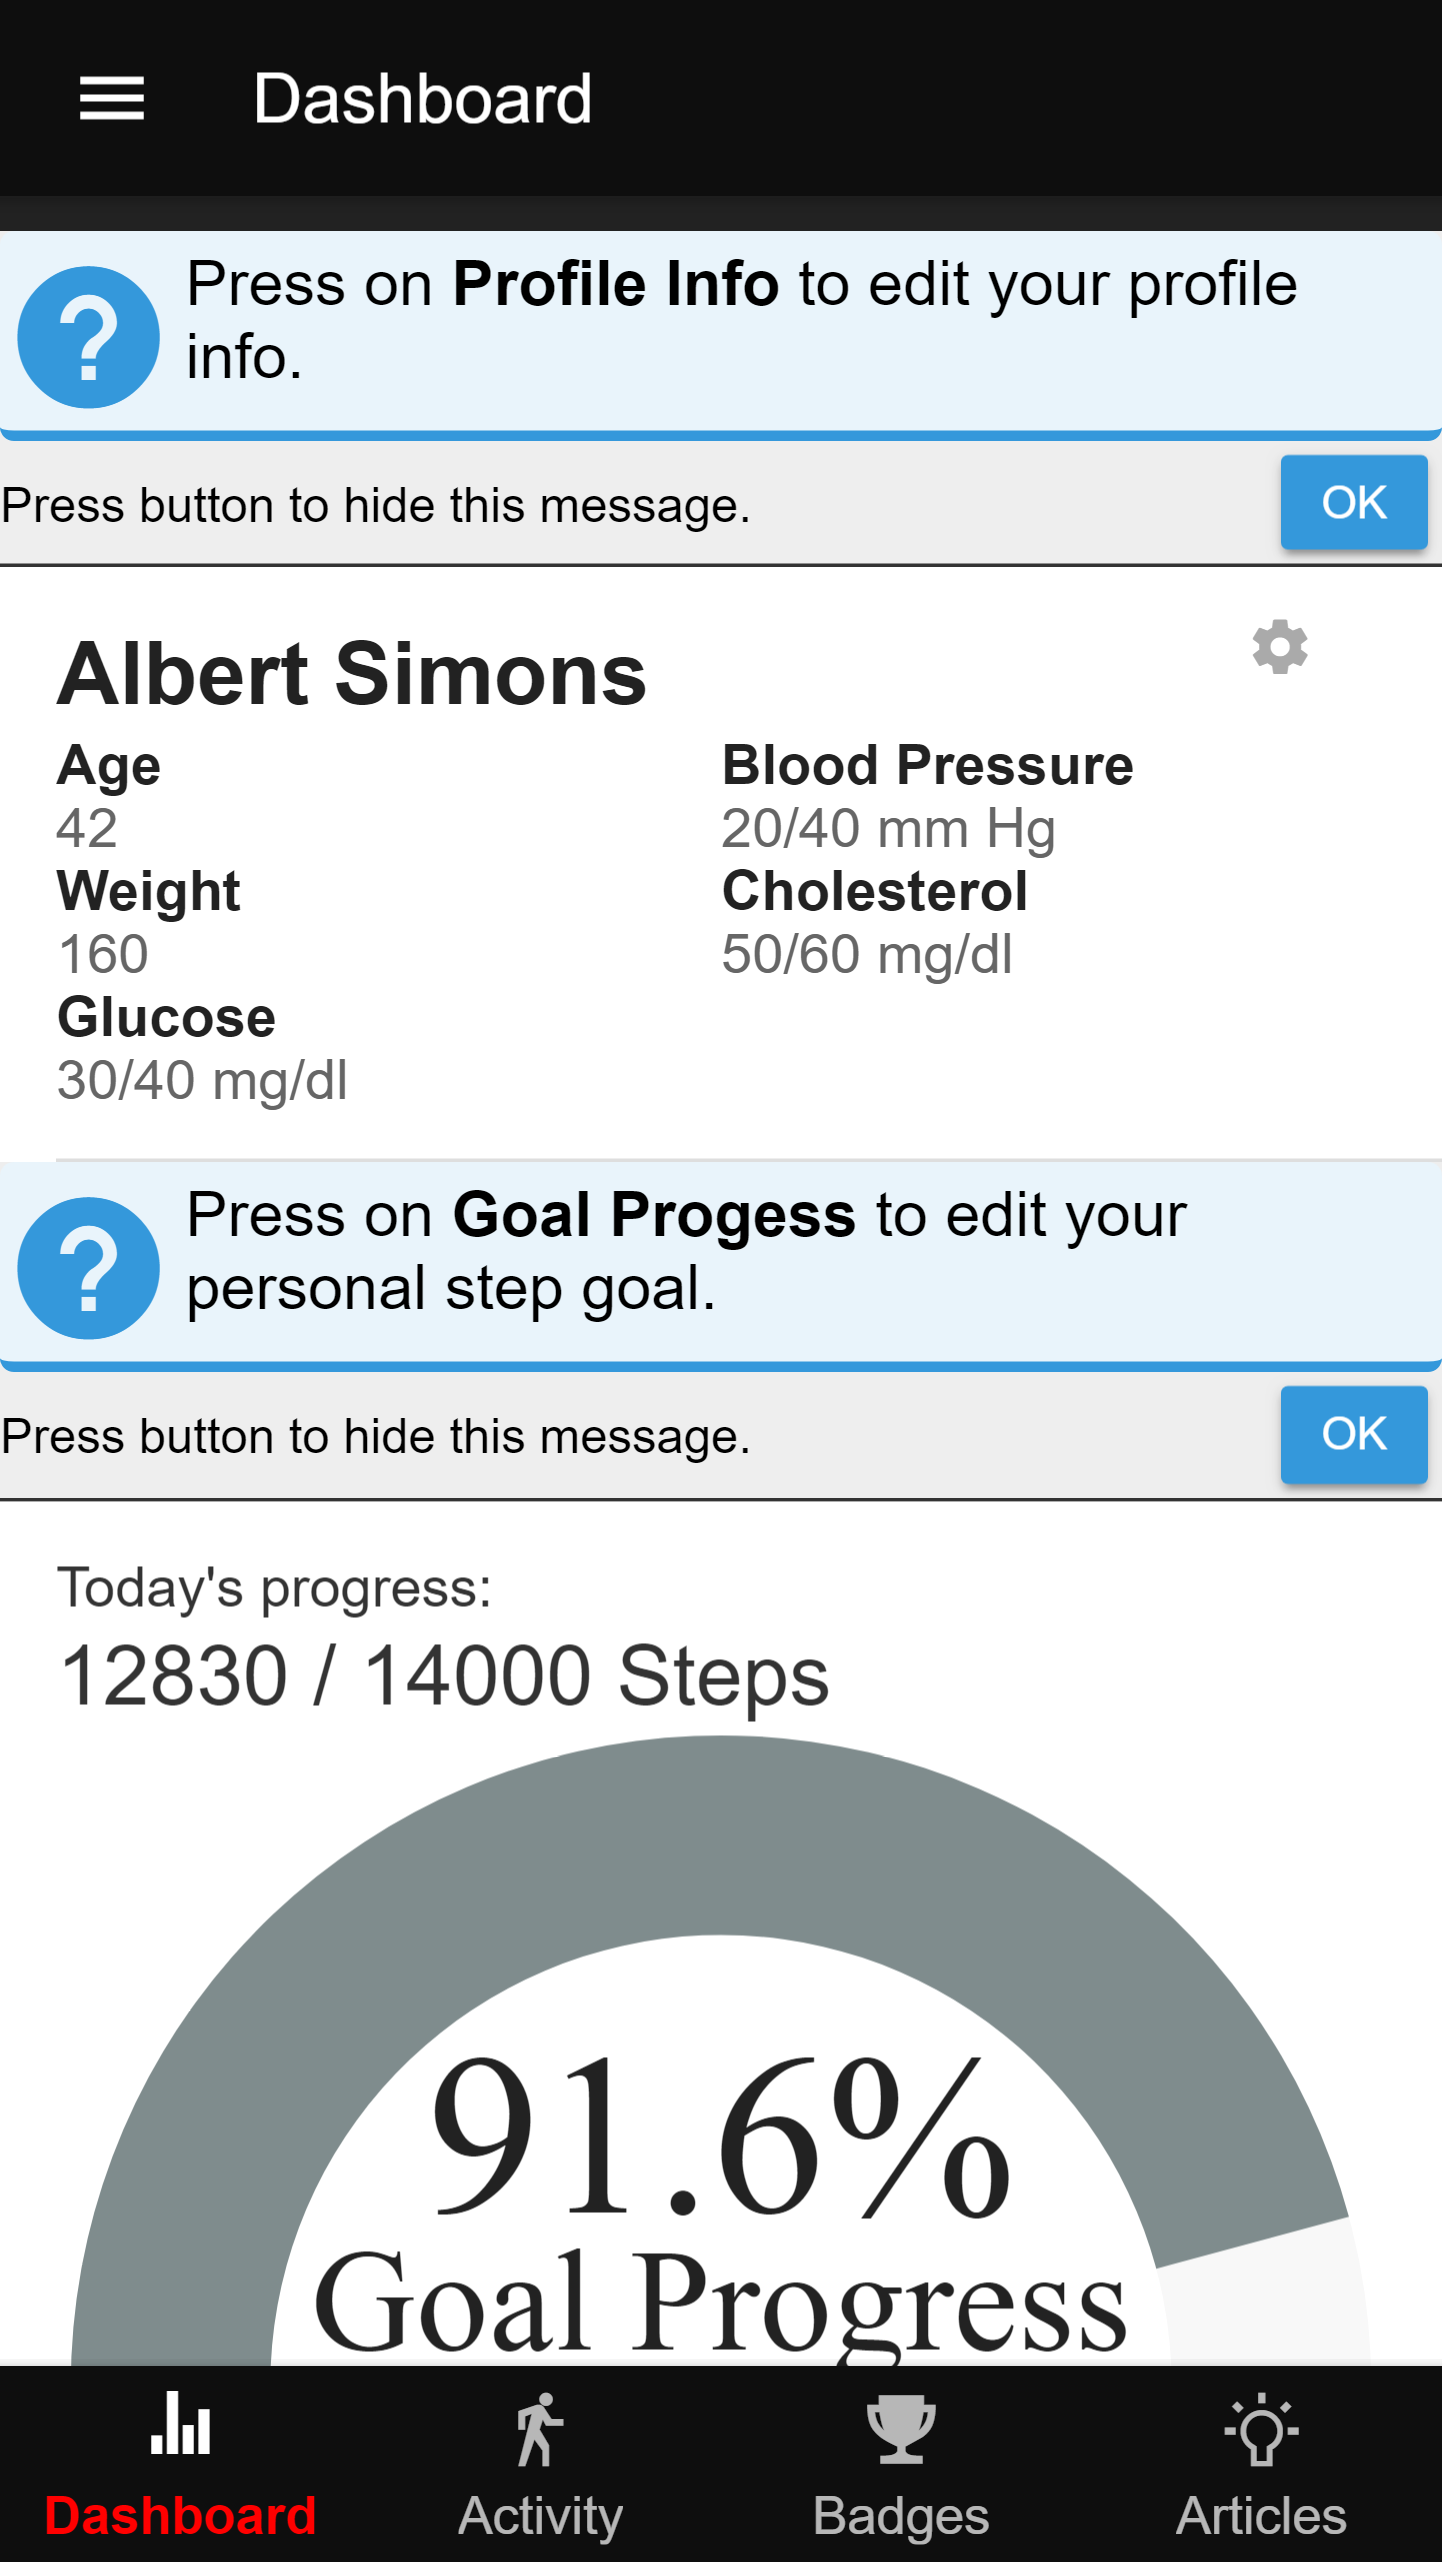 Dashboard
Press on Profile Info to edit your profile
info.
Press button to hide this message.
OK
Albert Simons
Age
42
Weight
160
Glucose
30/40 mg/dl
Blood Pressure
20/40 mm Hg
Cholesterol
50/60 mg/dl
Press on Goal Progess to edit your
personal step goal.
Press button to hide this message.
OK
Today's progress:
12830 / 14000 Steps
91.6%
Goal Progress
Dashboard
Activity
Badges
Articles